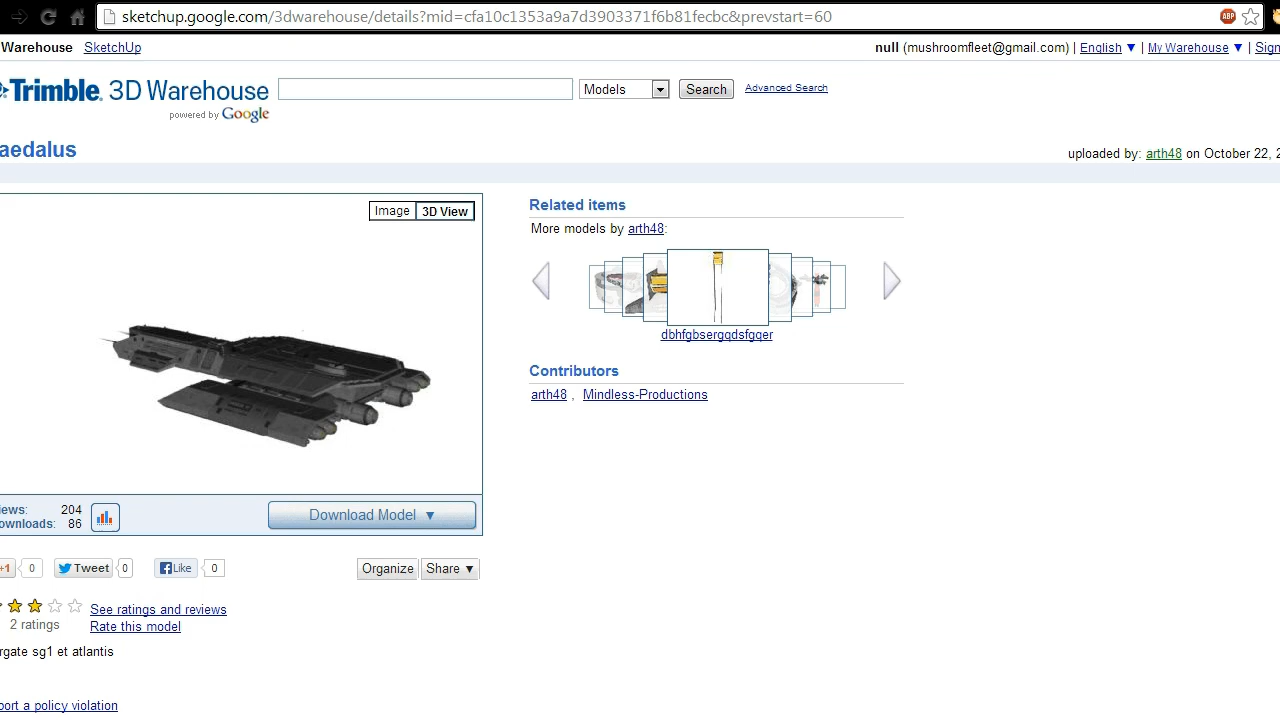 sketchup.google.com/3dwarehouse/details?mid=cfa10c1353a9a7d3903371f6b81fecbc&prevstart=60
ABP
Warehouse SketchUp
null (mushroomfleet@gmail.com) | English ▼ | My Warehouse ▼ | Sign
Trimble. 3D Warehouse
Models ▼ Search Advanced Search
powered by Google
aedalus
uploaded by: arth48 on October 22, 2
Image 3D View
Related items
More models by arth48:
dbhfgbsergqdsfgqer
Contributors
arth48 , Mindless-Productions
iews: 204
ownloads: 86
Download Model ▼
+1 0 Tweet 0 Like 0
Organize Share ▼
See ratings and reviews
2 ratings
Rate this model
rgate sg1 et atlantis
port a policy violation